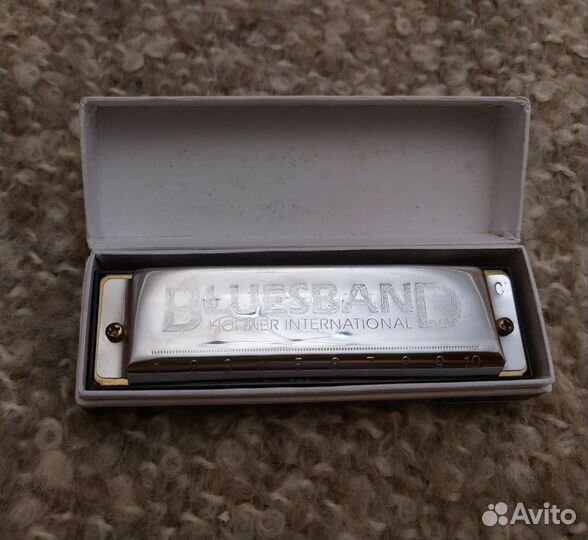 BLUESBAND
HOHNER INTERNATIONAL
C
1 2 3 4 5 6 7 8 9 10
Avito